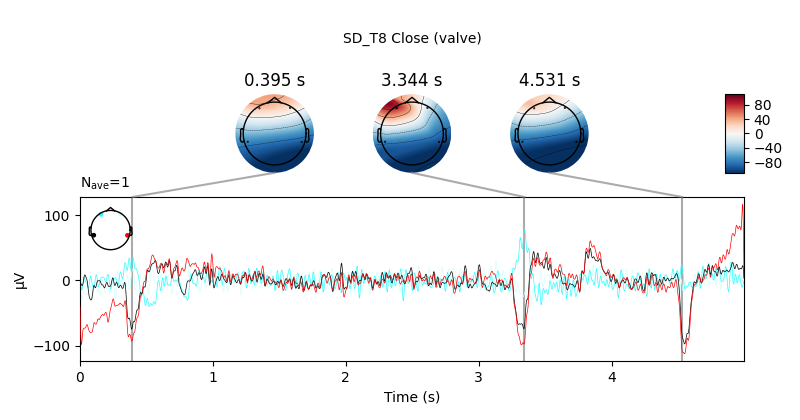 SD_T8 Close (valve)
0.395 s 3.344 s 4.531 s
80
40
0
−40
−80
Nave=1
100
0
−100
µV
0 1 2 3 4
Time (s)